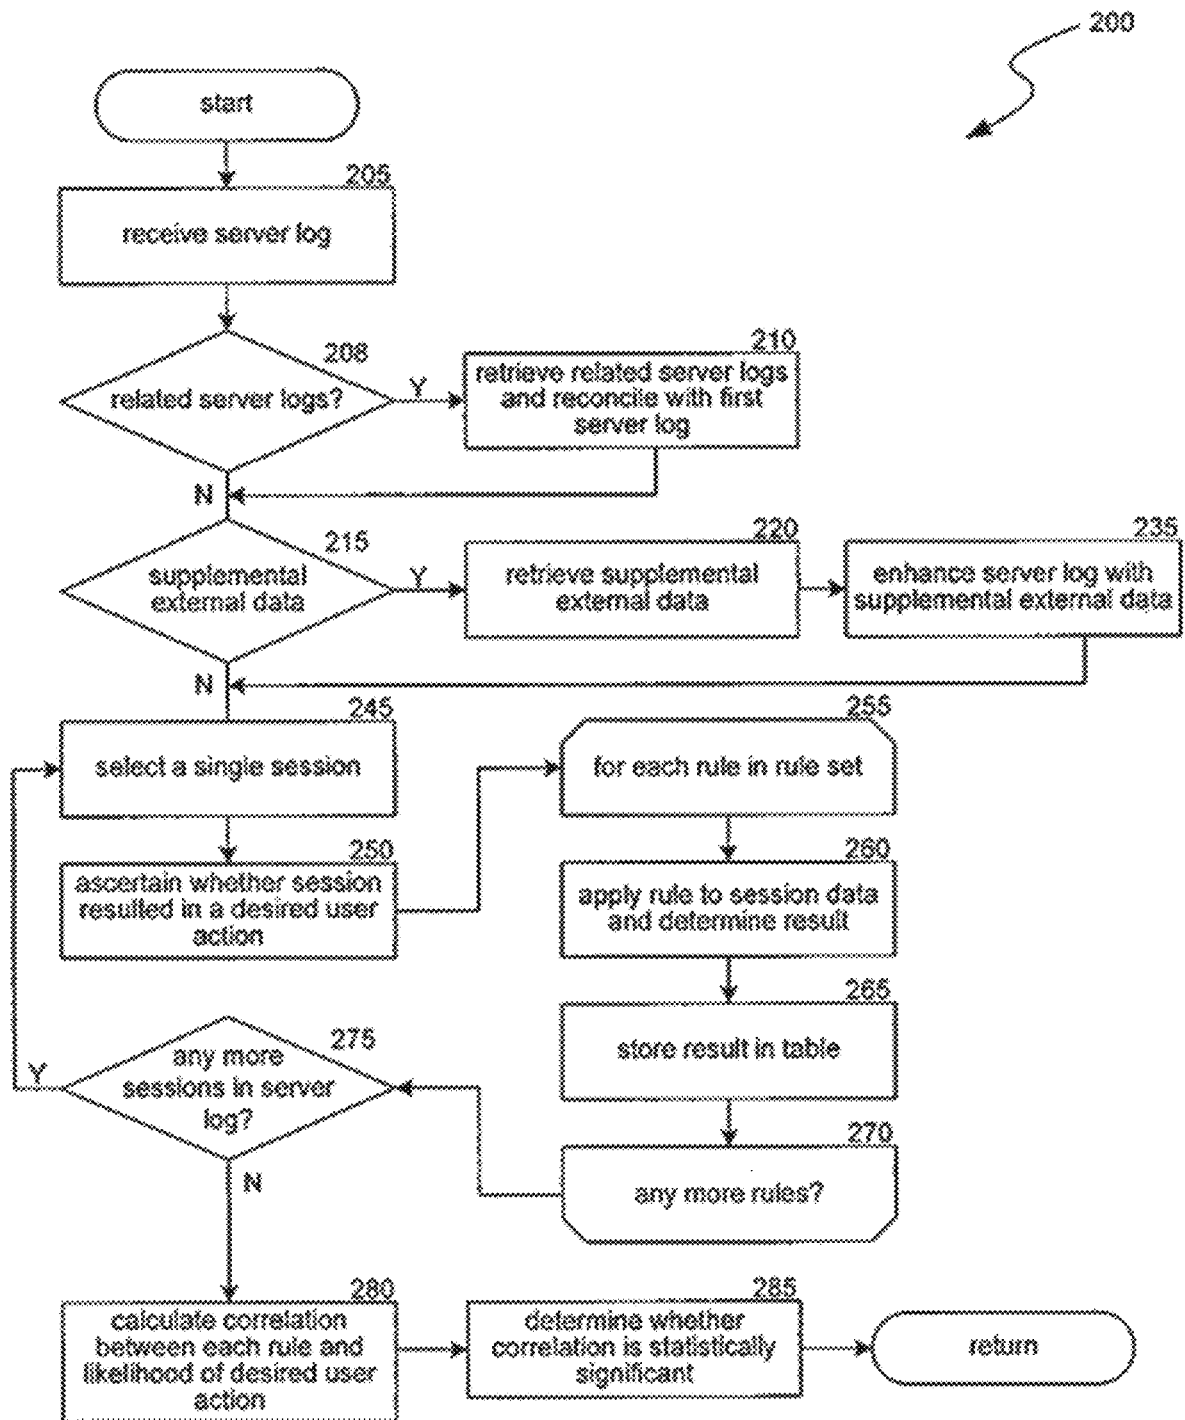 200
start
205
receive server log
208
related server logs?
Y
N
210
retrieve related server logs
and reconcile with first
server log
215
supplemental
external data
Y
N
220
retrieve supplemental
external data
235
enhance server log with
supplemental external data
245
select a single session
250
ascertain whether session
resulted in a desired user
action
255
for each rule in rule set
260
apply rule to session data
and determine result
265
store result in table
270
any more rules?
275
any more
sessions in server
log?
Y
N
280
calculate correlation
between each rule and
likelihood of desired user
action
285
determine whether
correlation is statistically
significant
return